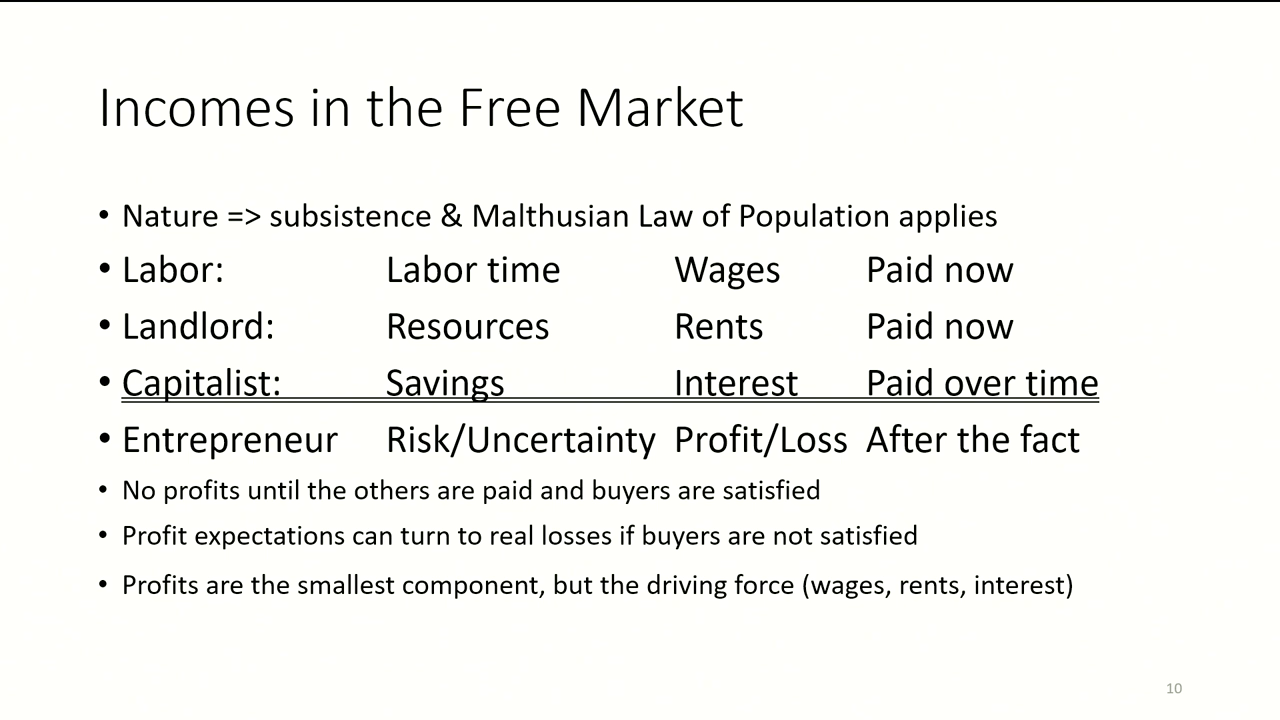 Incomes in the Free Market
• Nature => subsistence & Malthusian Law of Population applies
• Labor: Labor time Wages Paid now
• Landlord: Resources Rents Paid now
• Capitalist: Savings Interest Paid over time
• Entrepreneur Risk/Uncertainty Profit/Loss After the fact
• No profits until the others are paid and buyers are satisfied
• Profit expectations can turn to real losses if buyers are not satisfied
• Profits are the smallest component, but the driving force (wages, rents, interest)
10